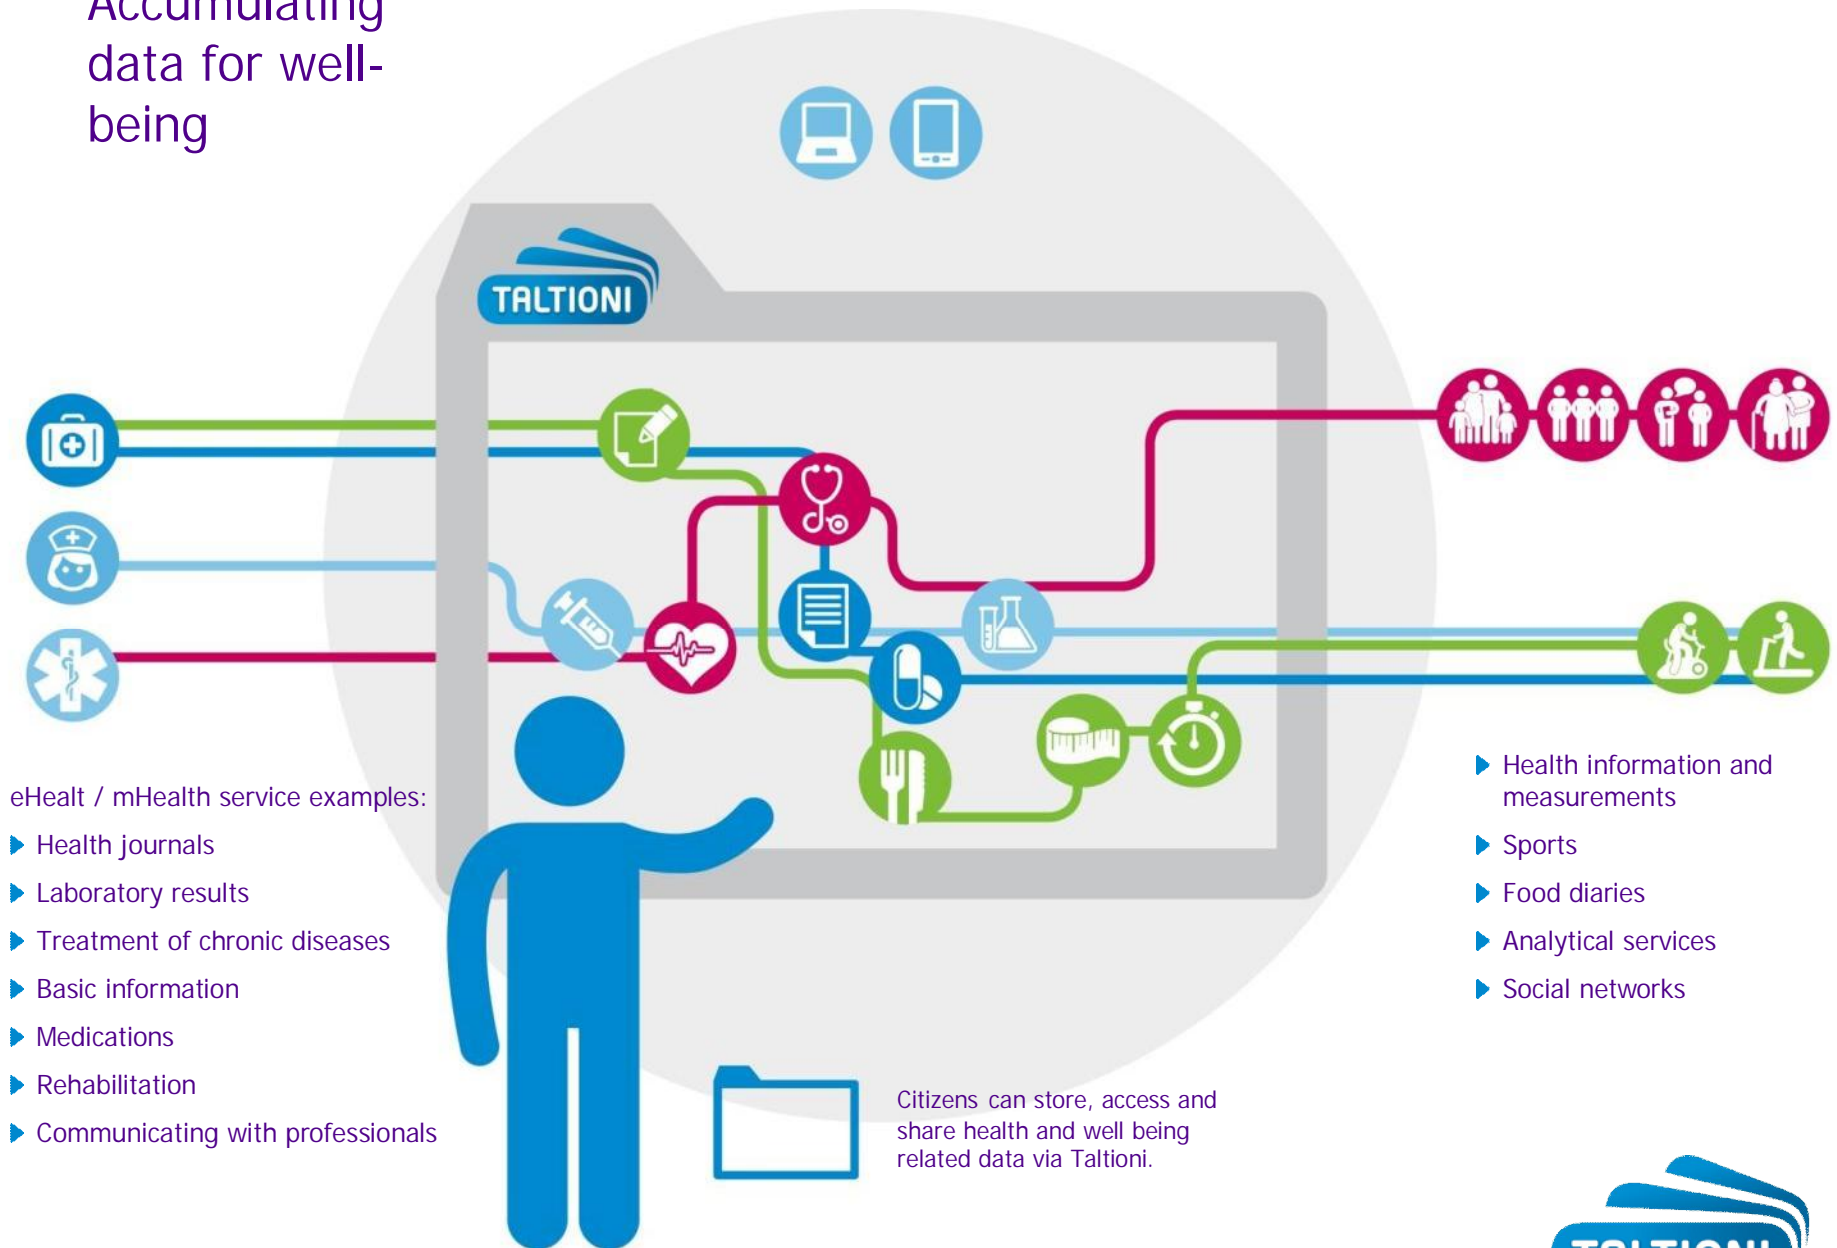 Accumulating
data for well-
being
TALTIONI
eHealt / mHealth service examples:
Health journals
Laboratory results
Treatment of chronic diseases
Basic information
Medications
Rehabilitation
Communicating with professionals
Health information and
measurements
Sports
Food diaries
Analytical services
Social networks
Citizens can store, access and
share health and well being
related data via Taltioni.
TALTIONI